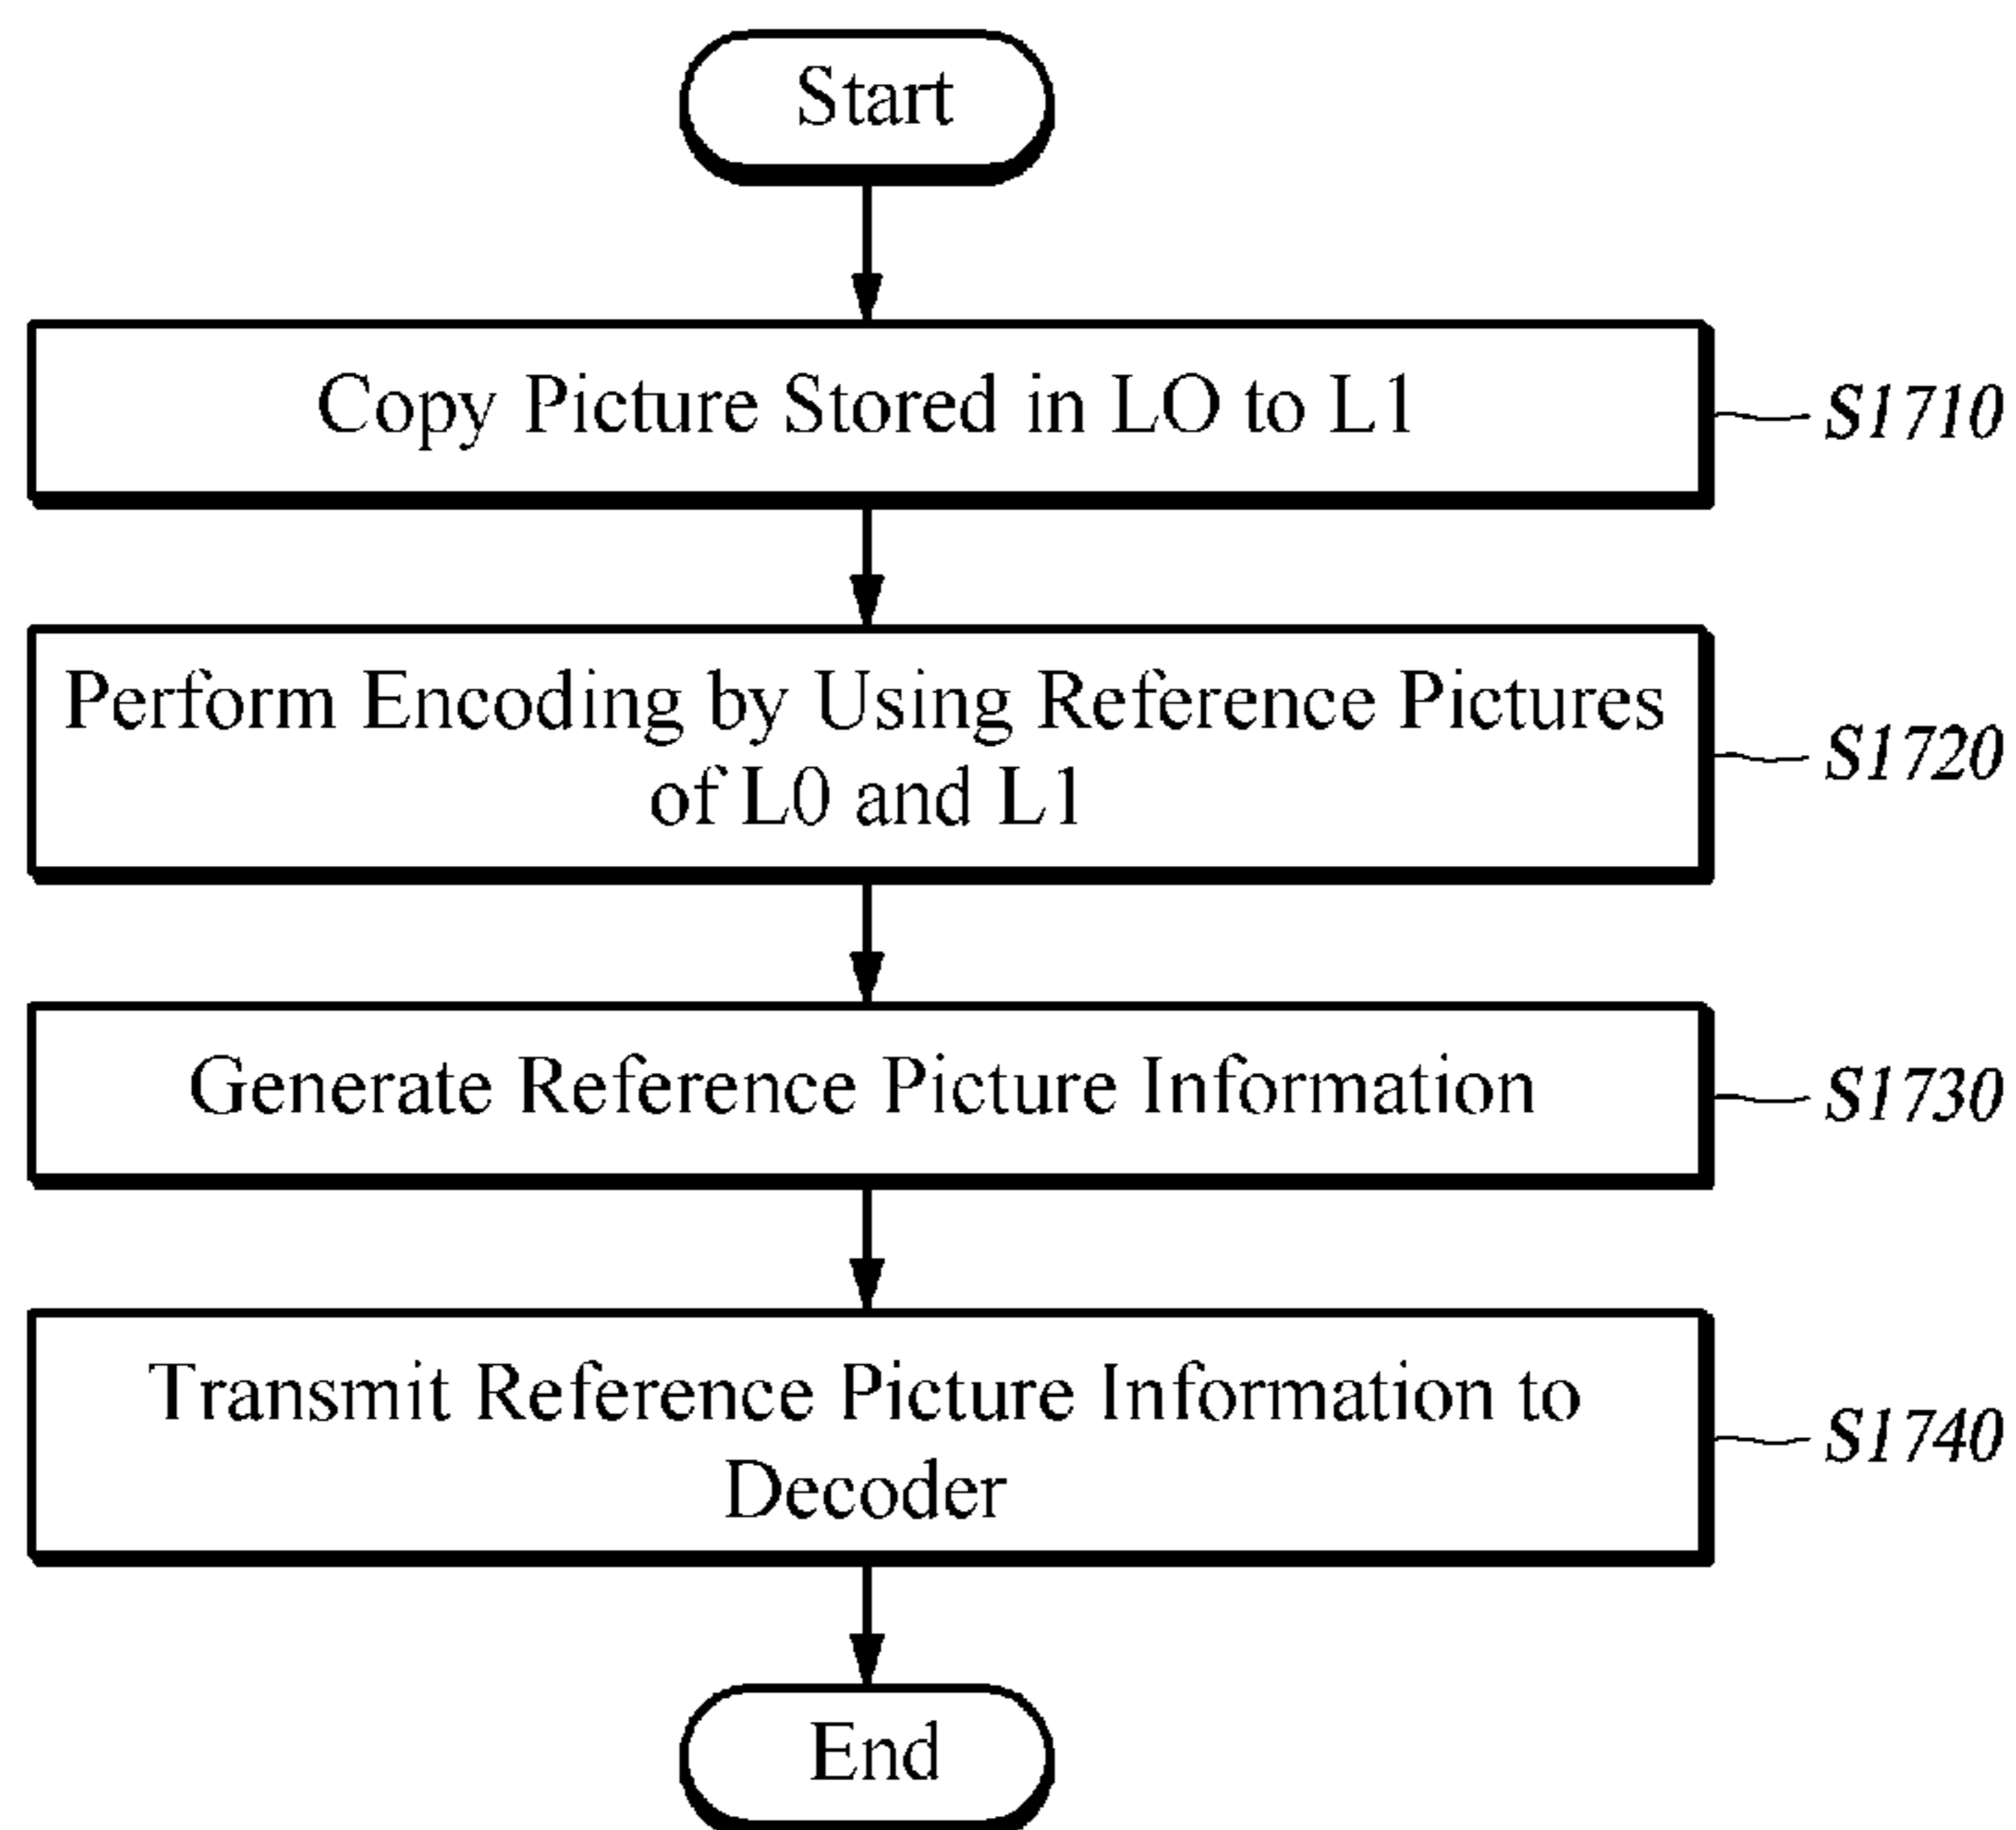 Start
Copy Picture Stored in LO to L1
S1710
Perform Encoding by Using Reference Pictures
of L0 and L1
S1720
Generate Reference Picture Information
S1730
Transmit Reference Picture Information to
Decoder
S1740
End